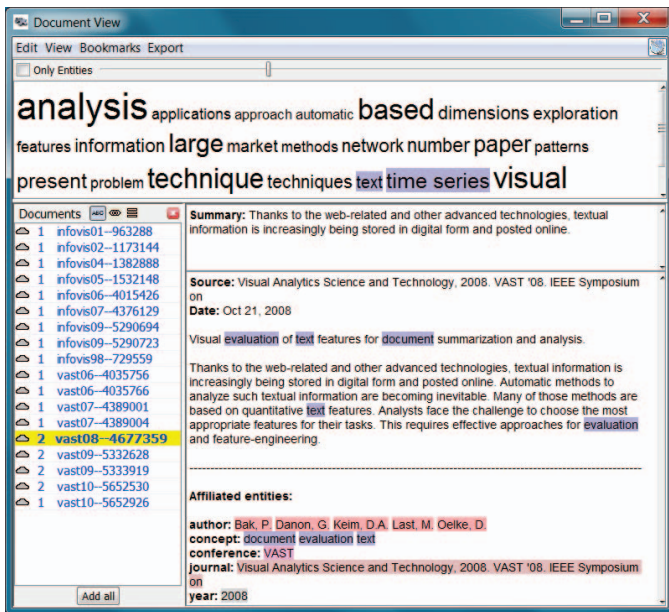 Document View
Edit View Bookmarks Export
Only Entities
analysis applications approach automatic based dimensions exploration
features information large market methods network number paper patterns
present problem technique techniques text time series visual
Documents ABC
1 infovis01--963288
1 infovis02--1173144
1 infovis04--1382888
1 infovis05--1532148
1 infovis06--4015426
1 infovis07--4376129
1 infovis09--5290694
1 infovis09--5290723
1 infovis98--729559
1 vast06--4035756
1 vast06--4035766
1 vast07--4389001
1 vast07--4389004
2 vast08--4677359
2 vast09--5332628
2 vast09--5333919
2 vast10--5652530
1 vast10--5652926
Add all
Summary: Thanks to the web-related and other advanced technologies, textual
information is increasingly being stored in digital form and posted online.
Source: Visual Analytics Science and Technology, 2008. VAST '08. IEEE Symposium
on
Date: Oct 21, 2008
Visual evaluation of text features for document summarization and analysis.
Thanks to the web-related and other advanced technologies, textual information is
increasingly being stored in digital form and posted online. Automatic methods to
analyze such textual information are becoming inevitable. Many of those methods are
based on quantitative text features. Analysts face the challenge to choose the most
appropriate features for their tasks. This requires effective approaches for evaluation
and feature-engineering.
--------------------------------------------------------------------------------
Affiliated entities:
author: Bak, P. Danon, G. Keim, D.A. Last, M. Oelke, D.
concept: document evaluation text
conference: VAST
journal: Visual Analytics Science and Technology, 2008. VAST '08. IEEE Symposium
on
year: 2008